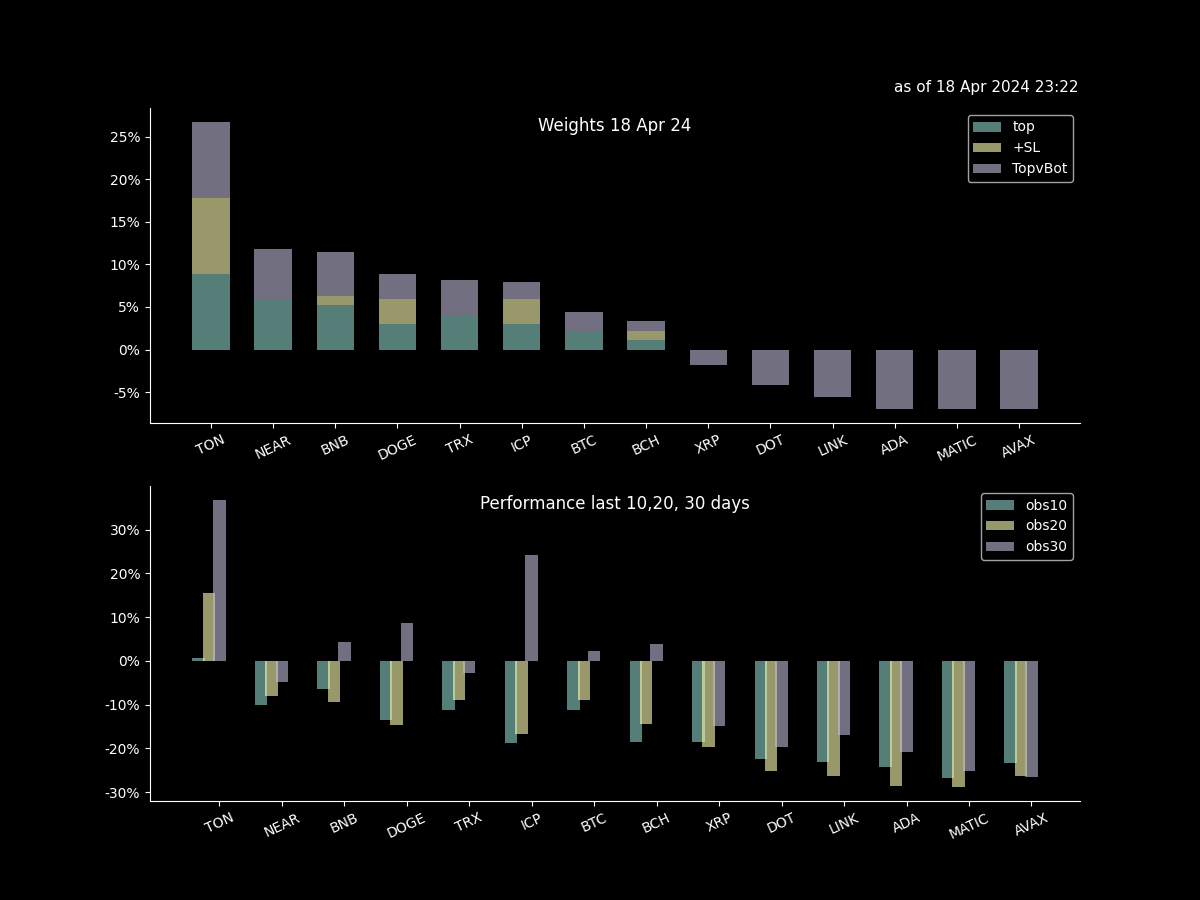 as of 18 Apr 2024 23:22
Weights 18 Apr 24
top
+SL
TopvBot
25%
20%
15%
10%
5%
0%
-5%
TON NEAR BNB DOGE TRX ICP BTC BCH XRP DOT LINK ADA MATIC AVAX
Performance last 10,20, 30 days
obs10
obs20
obs30
30%
20%
10%
0%
-10%
-20%
-30%
TON NEAR BNB DOGE TRX ICP BTC BCH XRP DOT LINK ADA MATIC AVAX